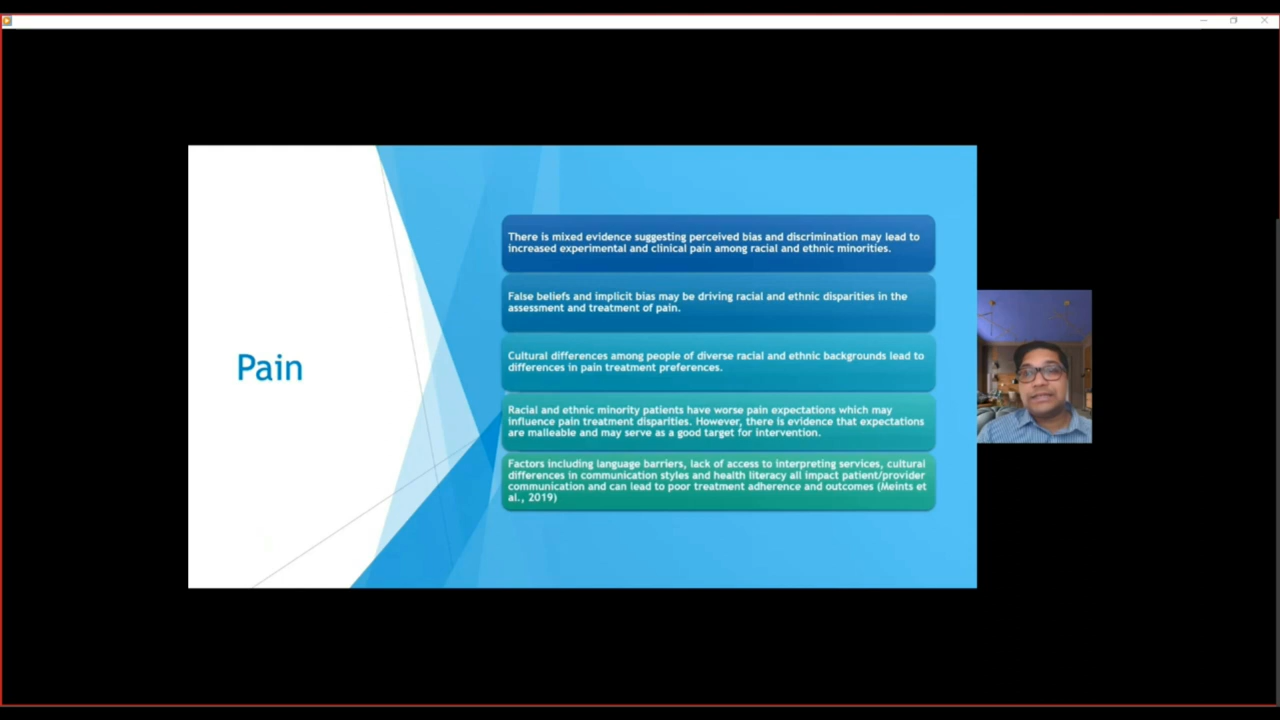 Pain
There is mixed evidence suggesting perceived bias and discrimination may lead to
increased experimental and clinical pain among racial and ethnic minorities.
False beliefs and implicit bias may be driving racial and ethnic disparities in the
assessment and treatment of pain.
Cultural differences among people of diverse racial and ethnic backgrounds lead to
differences in pain treatment preferences.
Racial and ethnic minority patients have worse pain expectations which may
influence pain treatment disparities. However, there is evidence that expectations
are malleable and may serve as a good target for intervention.
Factors including language barriers, lack of access to interpreting services, cultural
differences in communication styles and health literacy all impact patient/provider
communication and can lead to poor treatment adherence and outcomes (Meints et
al., 2019)